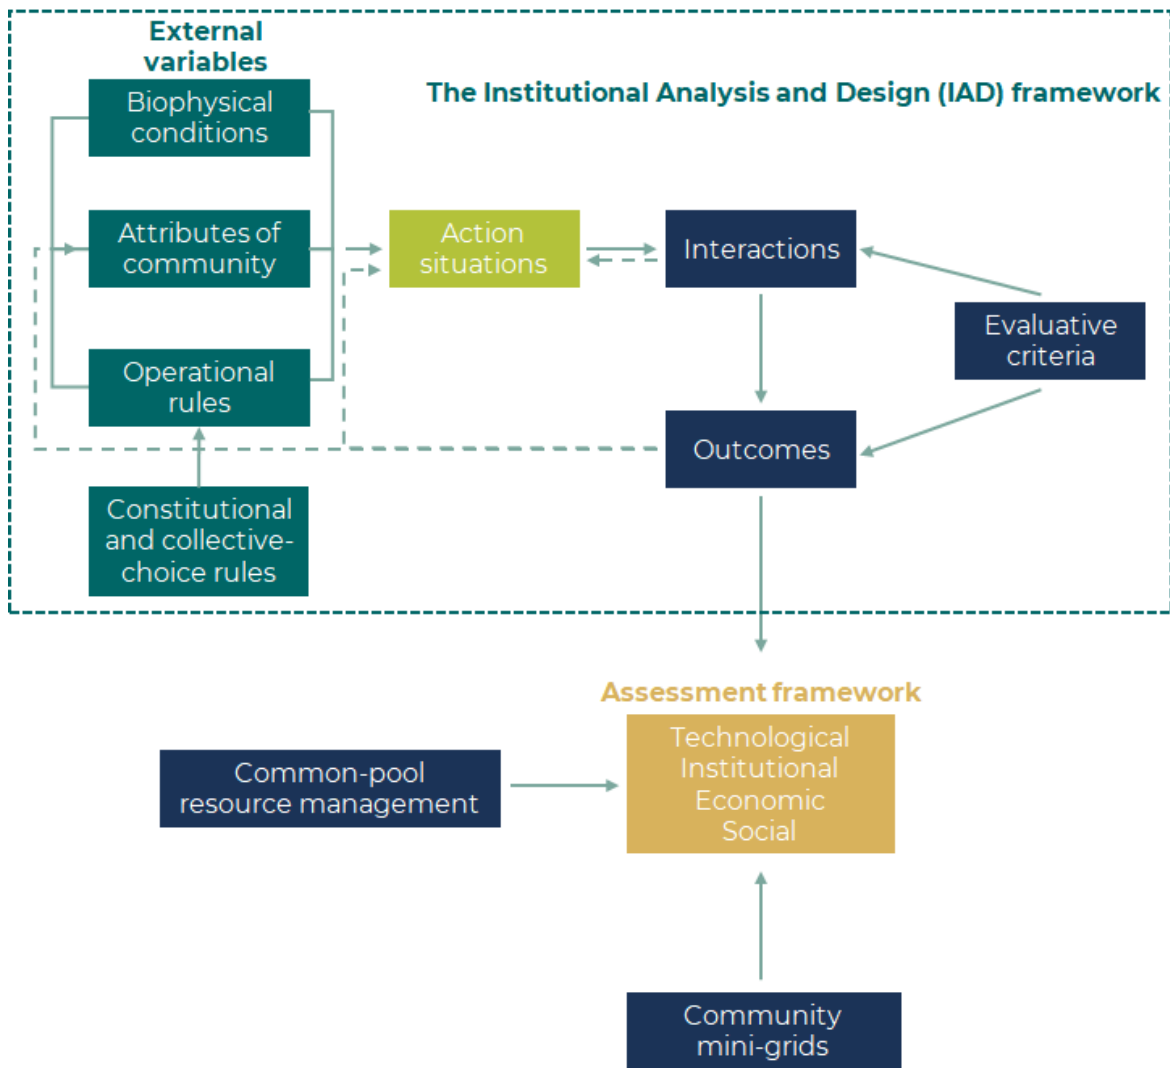 External
variables
The Institutional Analysis and Design (IAD) framework
Biophysical
conditions
Attributes of
community
Action
situations
Interactions
Evaluative
criteria
Operational
rules
Outcomes
Constitutional
and collective-
choice rules
Assessment framework
Technological
Institutional
Economic
Social
Common-pool
resource management
Community
mini-grids